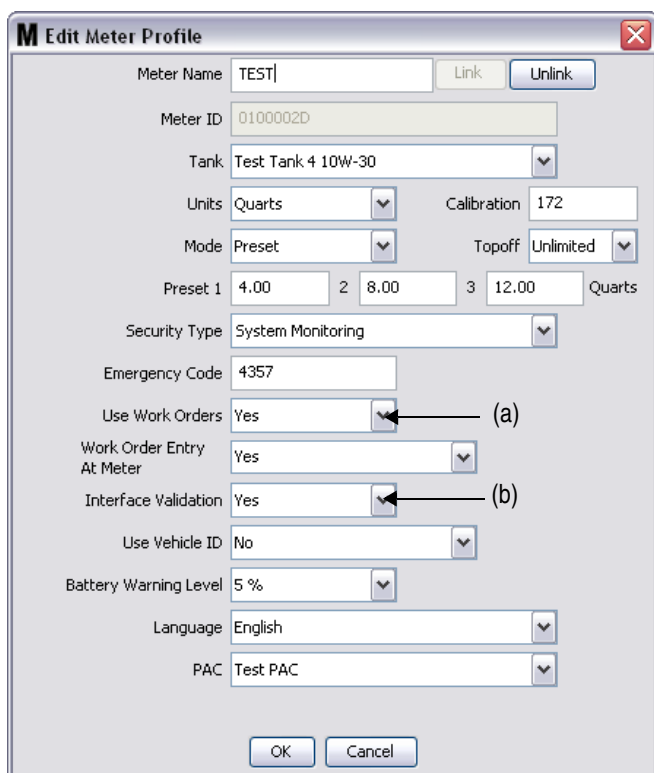 M Edit Meter Profile
Meter Name TEST Link Unlink
Meter ID 0100002D
Tank Test Tank 4 10W-30
Units Quarts Calibration 172
Mode Preset Topoff Unlimited
Preset 1 4.00 2 8.00 3 12.00 Quarts
Security Type System Monitoring
Emergency Code 4357
Use Work Orders Yes (a)
Work Order Entry
At Meter Yes
Interface Validation Yes (b)
Use Vehicle ID No
Battery Warning Level 5 %
Language English
PAC Test PAC
OK Cancel